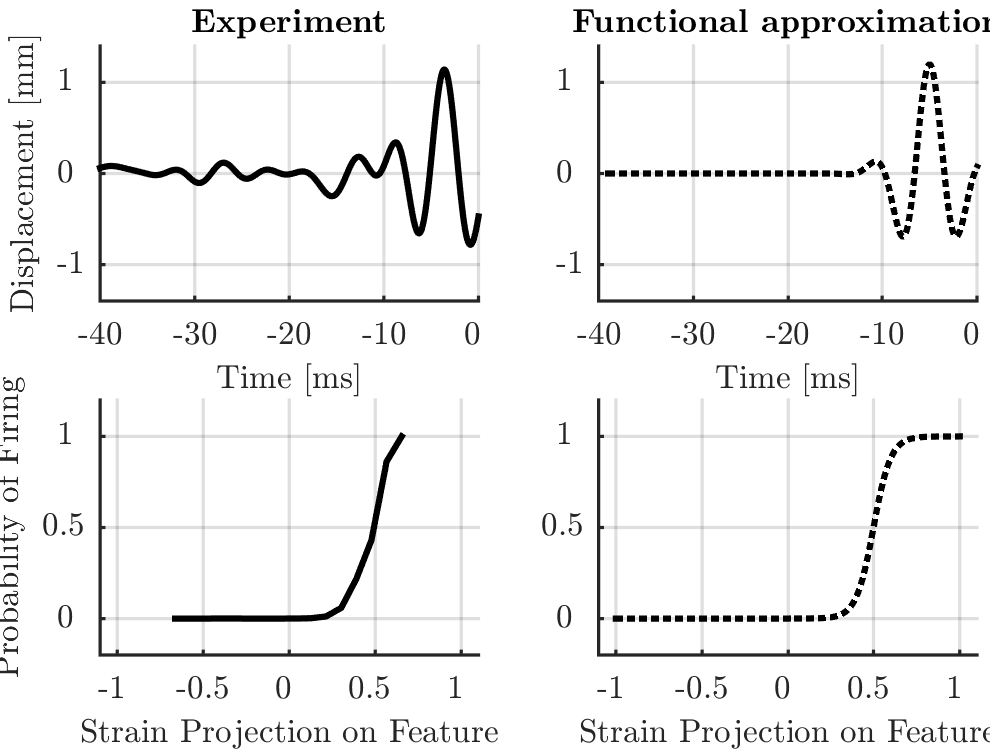 Experiment
Functional approximation
Displacement [mm]
1
0
-1
-40 -30 -20 -10 0
Time [ms]
1
0
-1
-40 -30 -20 -10 0
Time [ms]
Probability of Firing
1
0.5
0
-1 -0.5 0 0.5 1
Strain Projection on Feature
1
0.5
0
-1 -0.5 0 0.5 1
Strain Projection on Feature